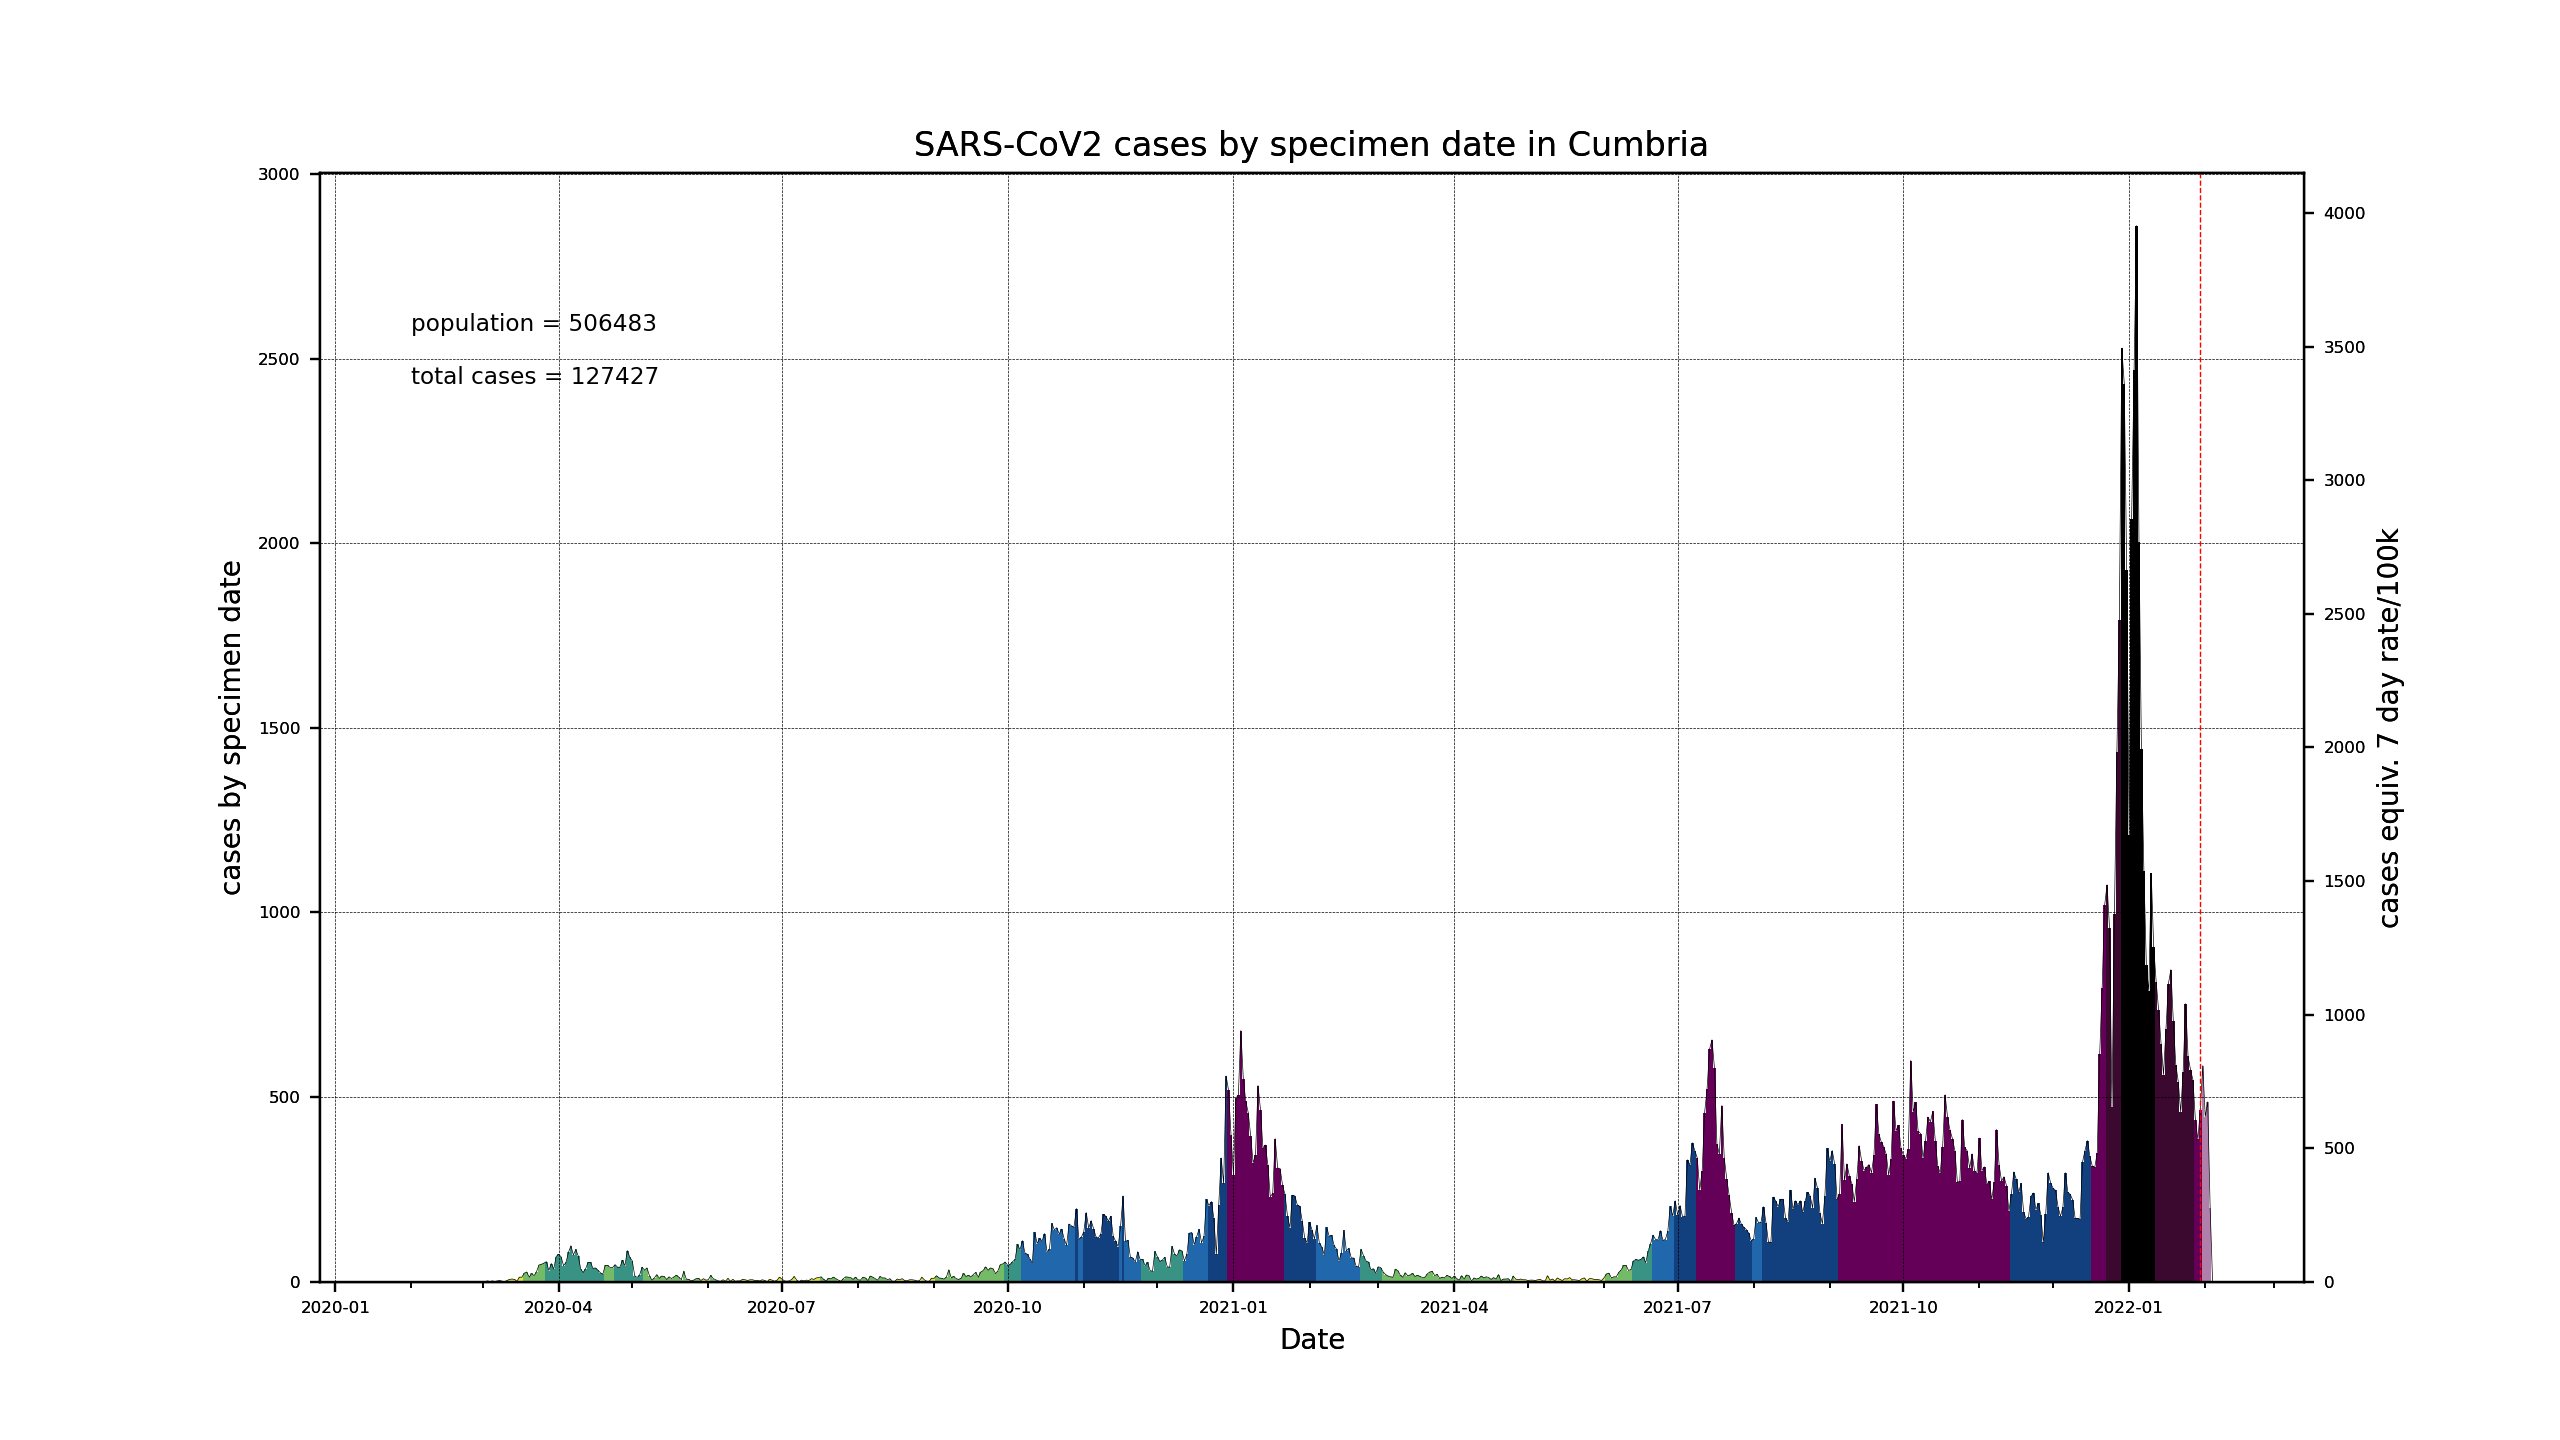 SARS-CoV2 cases by specimen date in Cumbria
population = 506483
total cases = 127427
cases by specimen date
3000
2500
2000
1500
1000
500
0
cases equiv. 7 day rate/100k
4000
3500
3000
2500
2000
1500
1000
500
0
2020-01 2020-04 2020-07 2020-10 2021-01 2021-04 2021-07 2021-10 2022-01
Date